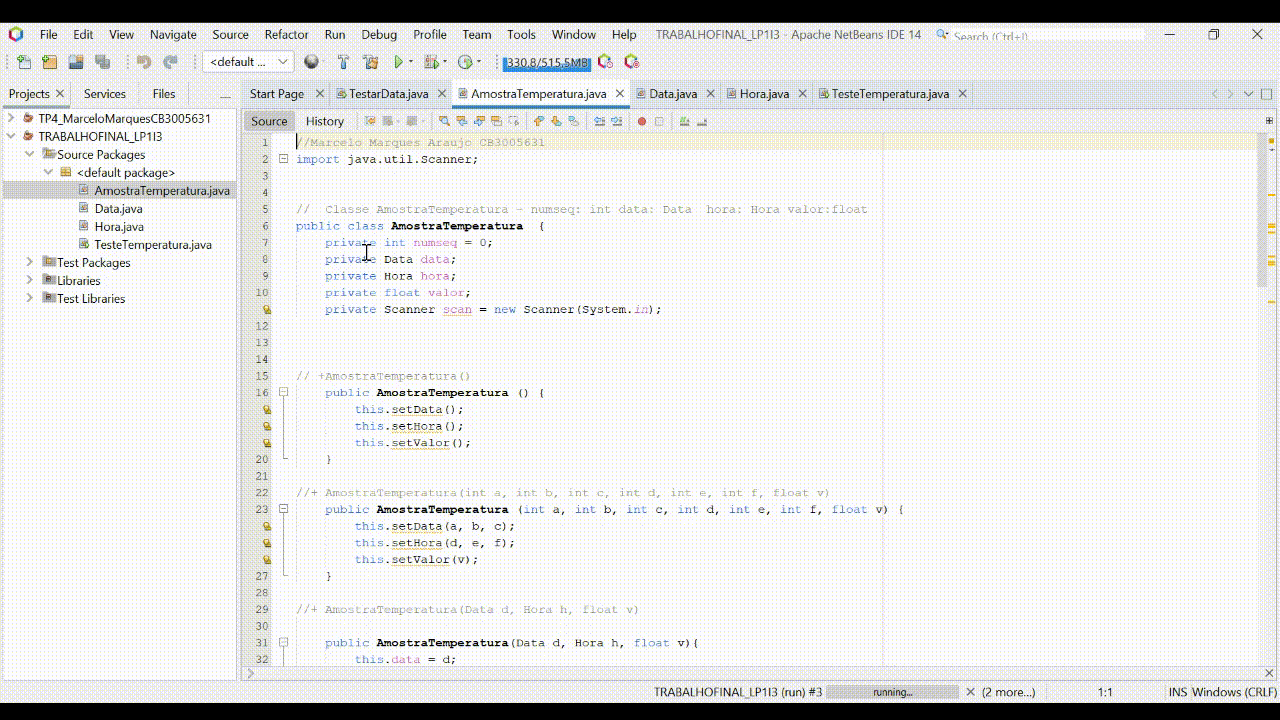 File Edit View Navigate Source Refactor Run Debug Profile Team Tools Window Help TRABALHOFINAL_LP1I3 - Apache NetBeans IDE 14 Search (Ctrl+I)
<default ... 330,8/515,5MB
Projects Services Files Start Page TestarData.java AmostraTemperatura.java Data.java Hora.java TesteTemperatura.java
Source History
TP4_MarceloMarquesCB3005631
TRABALHOFINAL_LP1I3
Source Packages
<default package>
AmostraTemperatura.java
Data.java
Hora.java
TesteTemperatura.java
Test Packages
Libraries
Test Libraries
1 //Marcelo Marques Araujo CB3005631
2 import java.util.Scanner;
3
4
5 // Classe AmostraTemperatura - numseq: int data: Data hora: Hora valor:float
6 public class AmostraTemperatura {
7 private int numseq = 0;
8 private Data data;
9 private Hora hora;
10 private float valor;
private Scanner scan = new Scanner(System.in);
12
13
14
15 // +AmostraTemperatura()
16 public AmostraTemperatura () {
this.setData();
this.setHora();
this.setValor();
20 }
21
22 //+ AmostraTemperatura(int a, int b, int c, int d, int e, int f, float v)
23 public AmostraTemperatura (int a, int b, int c, int d, int e, int f, float v) {
this.setData(a, b, c);
this.setHora(d, e, f);
this.setValor(v);
27 }
28
29 //+ AmostraTemperatura(Data d, Hora h, float v)
30
31 public AmostraTemperatura(Data d, Hora h, float v){
32 this.data = d;
TRABALHOFINAL_LP1I3 (run) #3 running... (2 more...) 1:1 INS Windows (CRLF)